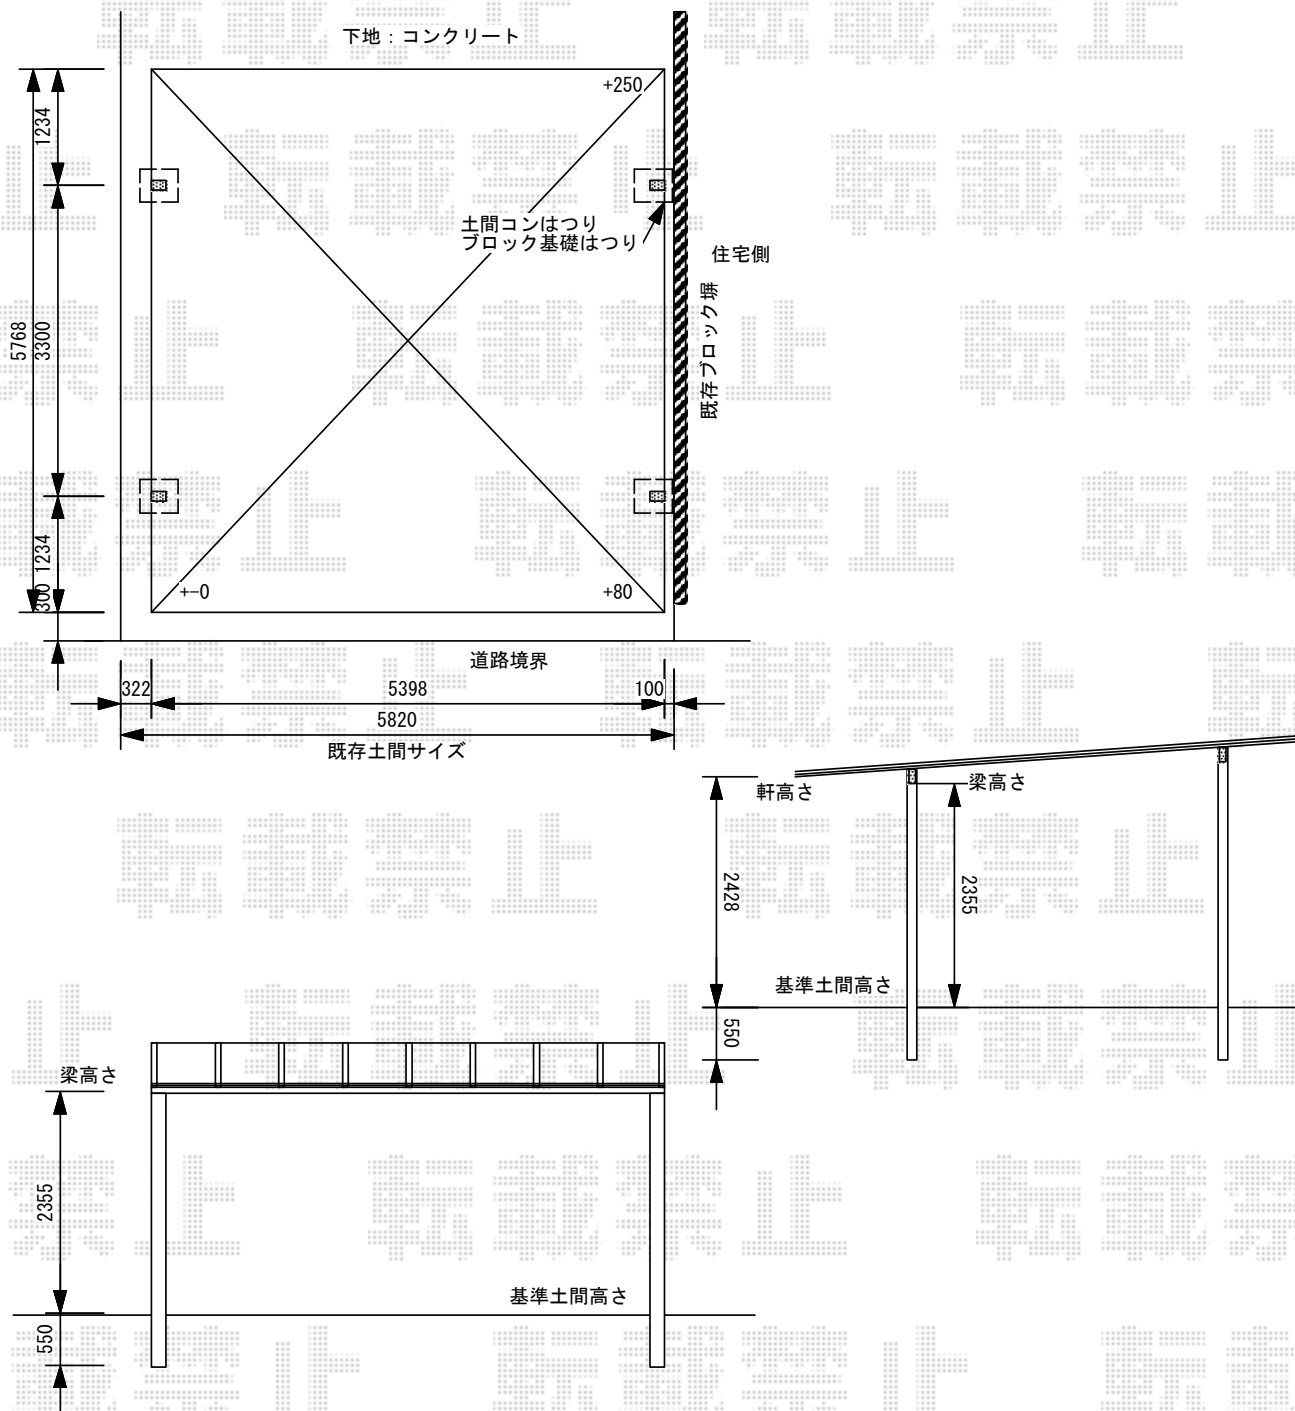 下地：コンクリート
+250
1234
土間コンはつり
ブロック基礎はつり
住宅側
既存ブロック塀
5768
3300
1234
300
+-0
+80
道路境界
322
5398
100
5820
既存土間サイズ
軒高さ
梁高さ
2428
2355
基準土間高さ
550
梁高さ
2355
基準土間高さ
550
転載禁止